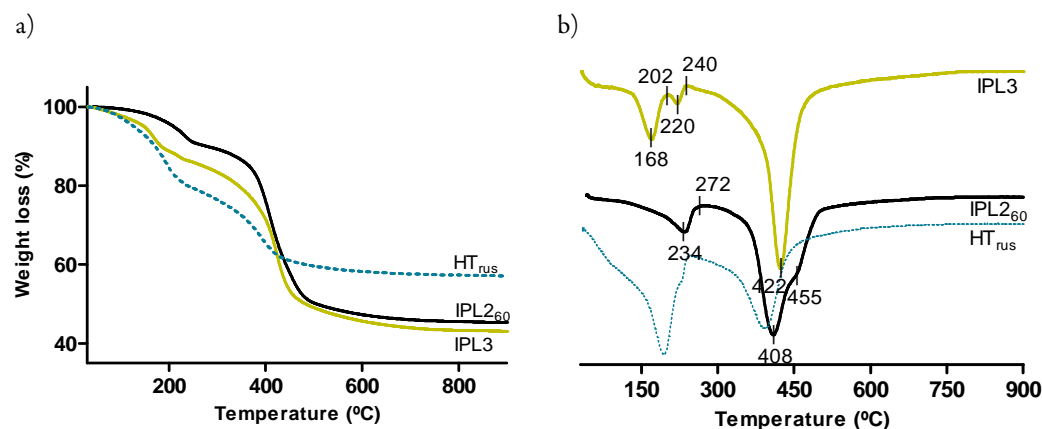 a)
b)
100
80
60
40
Weight loss (%)
HTrus
IPL260
IPL3
200
400
600
800
Temperature (ºC)
202
240
220
168
IPL3
272
234
IPL260
HTrus
422
455
408
150
300
450
600
750
900
Temperature (ºC)